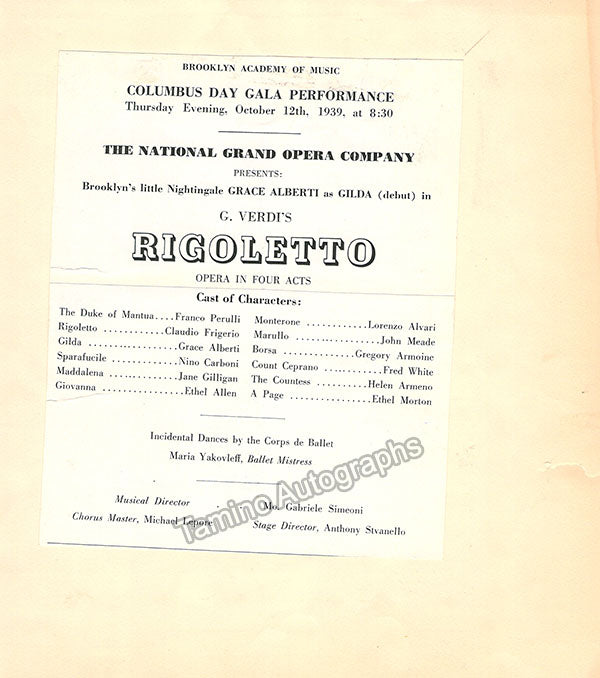 BROOKLYN ACADEMY OF MUSIC
COLUMBUS DAY GALA PERFORMANCE
Thursday Evening, October 12th, 1939, at 8:30
THE NATIONAL GRAND OPERA COMPANY
PRESENTS:
Brooklyn's little Nightingale GRACE ALBERTI as GILDA (debut) in
G. VERDI'S
RIGOLETTO
OPERA IN FOUR ACTS
Cast of Characters:
The Duke of Mantua....Franco Perulli
Rigoletto ............Claudio Frigerio
Gilda ................Grace Alberti
Sparafucile ............Nino Carboni
Maddalena ............Jane Gilligan
Giovanna ................Ethel Allen
Monterone ............Lorenzo Alvari
Marullo ................John Meade
Borsa ..............Gregory Armoine
Count Ceprano ............Fred White
The Countess ..........Helen Armeno
A Page ................Ethel Morton
Incidental Dances by the Corps de Ballet
Maria Yakovleff, Ballet Mistress
Musical Director . . Mo. Gabriele Simeoni
Chorus Master, Michael Lepore
Stage Director, Anthony Stvanello
Tamino Autographs